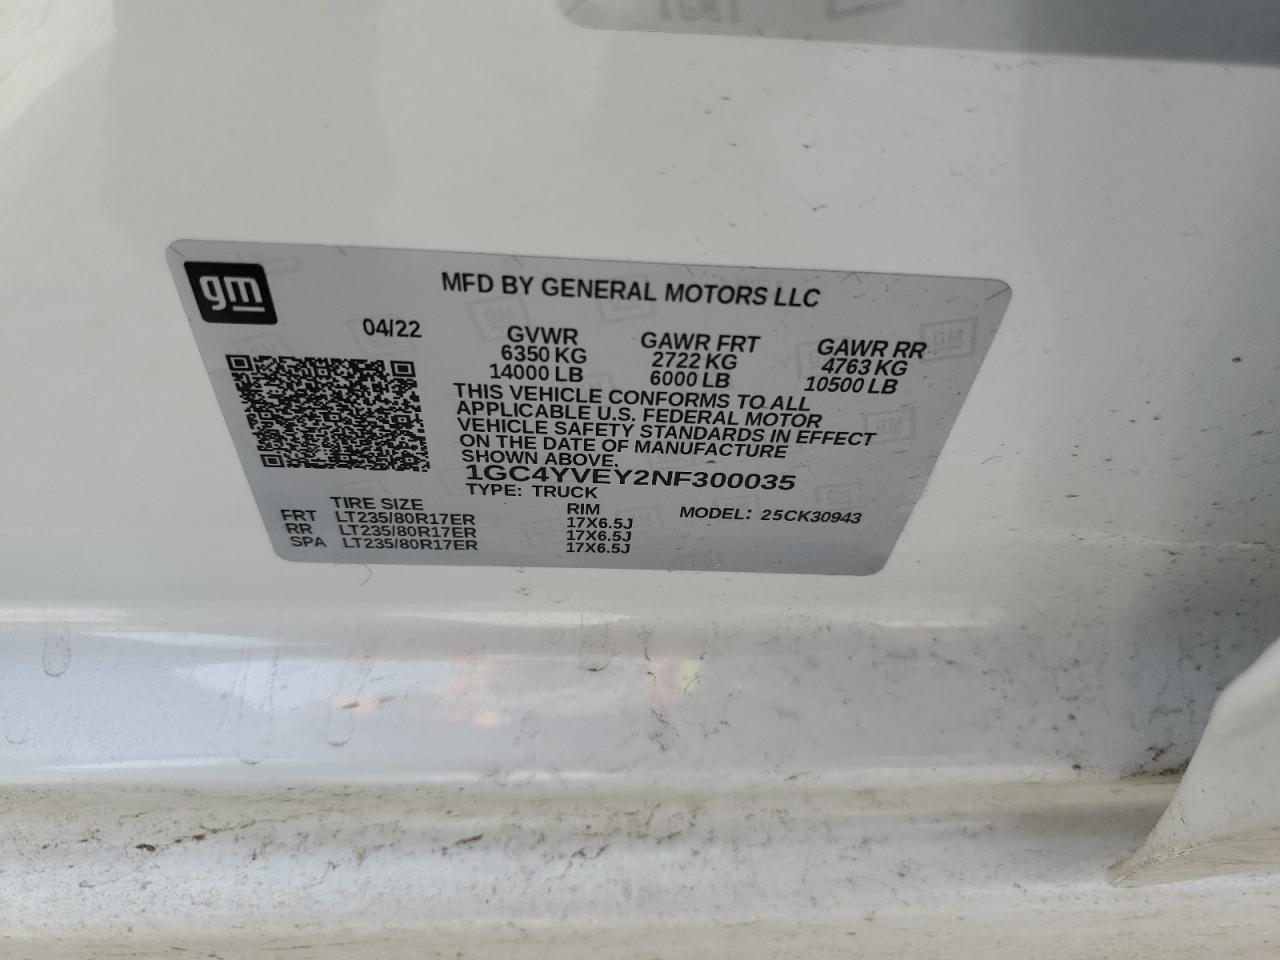 gm
MFD BY GENERAL MOTORS LLC
04/22
GVWR GAWR FRT GAWR RR
6350 KG 2722 KG 4763 KG
14000 LB 6000 LB 10500 LB
THIS VEHICLE CONFORMS TO ALL
APPLICABLE U.S. FEDERAL MOTOR
VEHICLE SAFETY STANDARDS IN EFFECT
ON THE DATE OF MANUFACTURE
SHOWN ABOVE.
1GC4YVEY2NF300035
TYPE: TRUCK
TIRE SIZE RIM MODEL: 25CK30943
FRT LT235/80R17ER 17X6.5J
RR LT235/80R17ER 17X6.5J
SPA LT235/80R17ER 17X6.5J